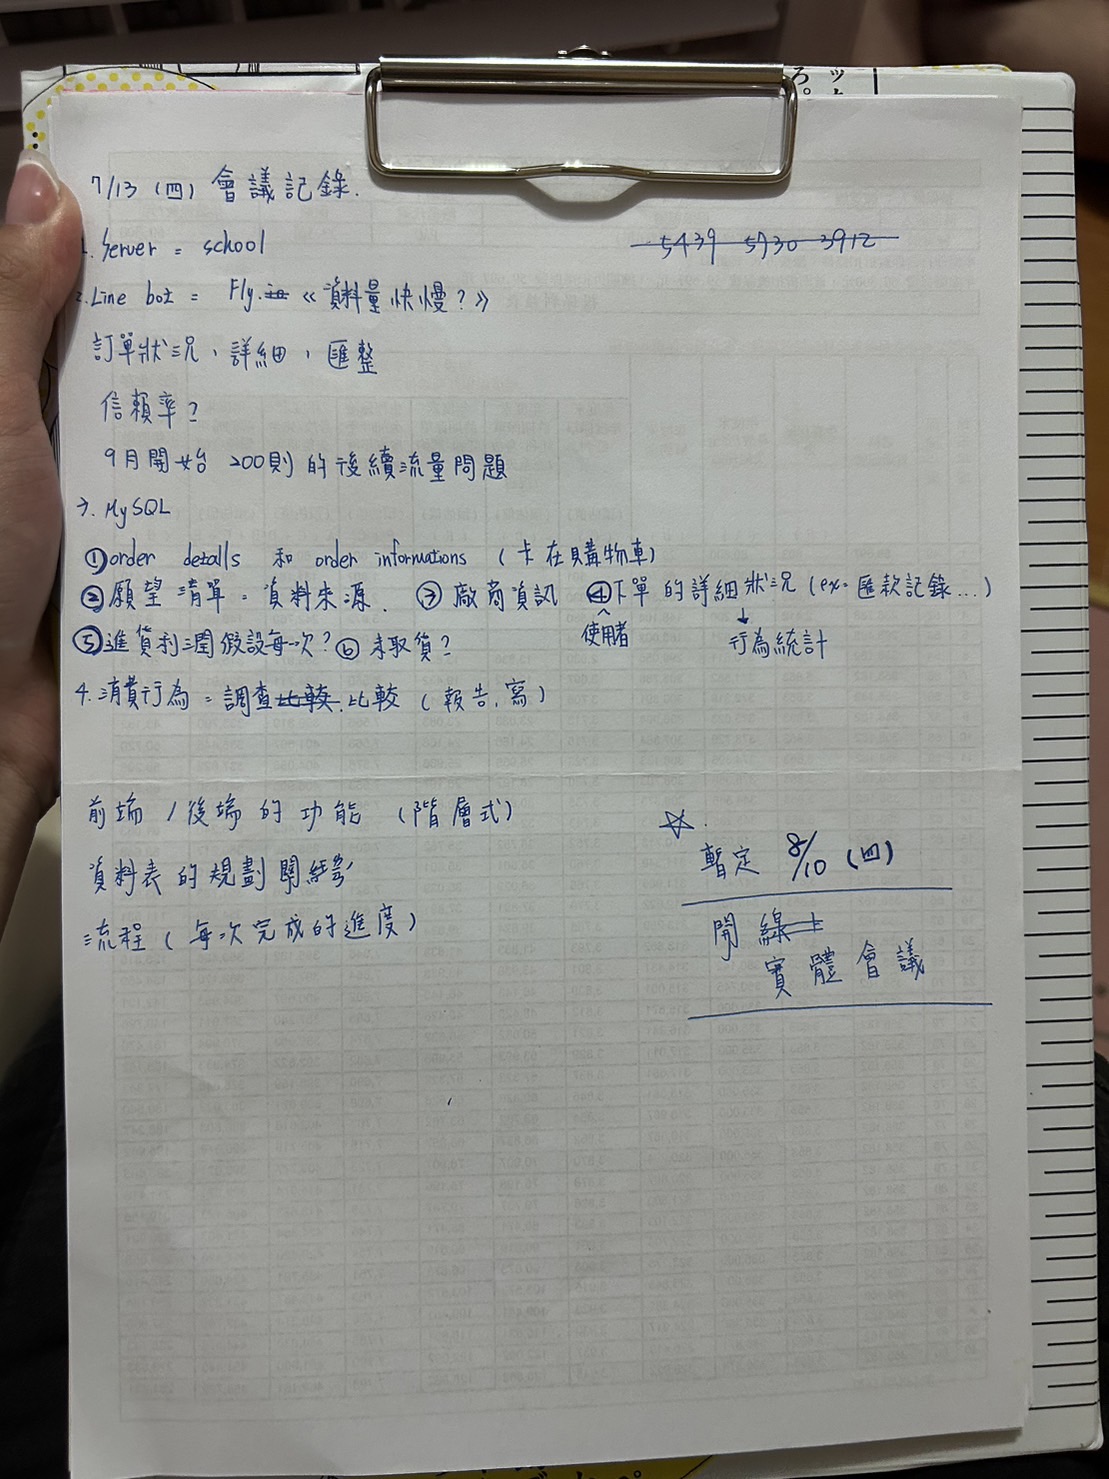 7/13 (四) 會議記錄.
1. Server = school
5439 5730 3912
2. Line bot = Fly.io 《資料量快慢?》
訂單狀況、詳細、匯整
信賴率?
9月開始 200則的後續流量問題
3. MySQL
①order details 和 order informations (卡在購物車)
②願望清單 = 資料來源. ③廠商資訊 ④下單的詳細狀況 (ex. 匯款記錄...)
使用者 行為統計
⑤進貨利潤假設每一次? ⑥未取貨?
4. 消費行為 = 調查比較.比較 (報告.寫)
前端 / 後端的功能 (階層式)
☆.
暫定 8/10 (四)
資料表的規劃關
流程 (每次完成的進度)
開線上
實體會議
ッ
ろ。